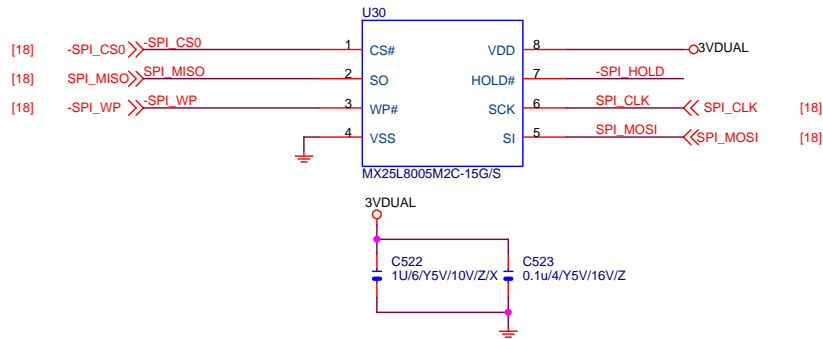 U30
[18] -SPI_CS0 -SPI_CS0 1 CS# VDD 8 3VDUAL
[18] SPI_MISO SPI_MISO 2 SO HOLD# 7 -SPI_HOLD
[18] -SPI_WP -SPI_WP 3 WP# SCK 6 SPI_CLK SPI_CLK [18]
4 VSS SI 5 SPI_MOSI SPI_MOSI [18]
MX25L8005M2C-15G/S
3VDUAL
C522 C523
1U/6/Y5V/10V/Z/X 0.1u/4/Y5V/16V/Z